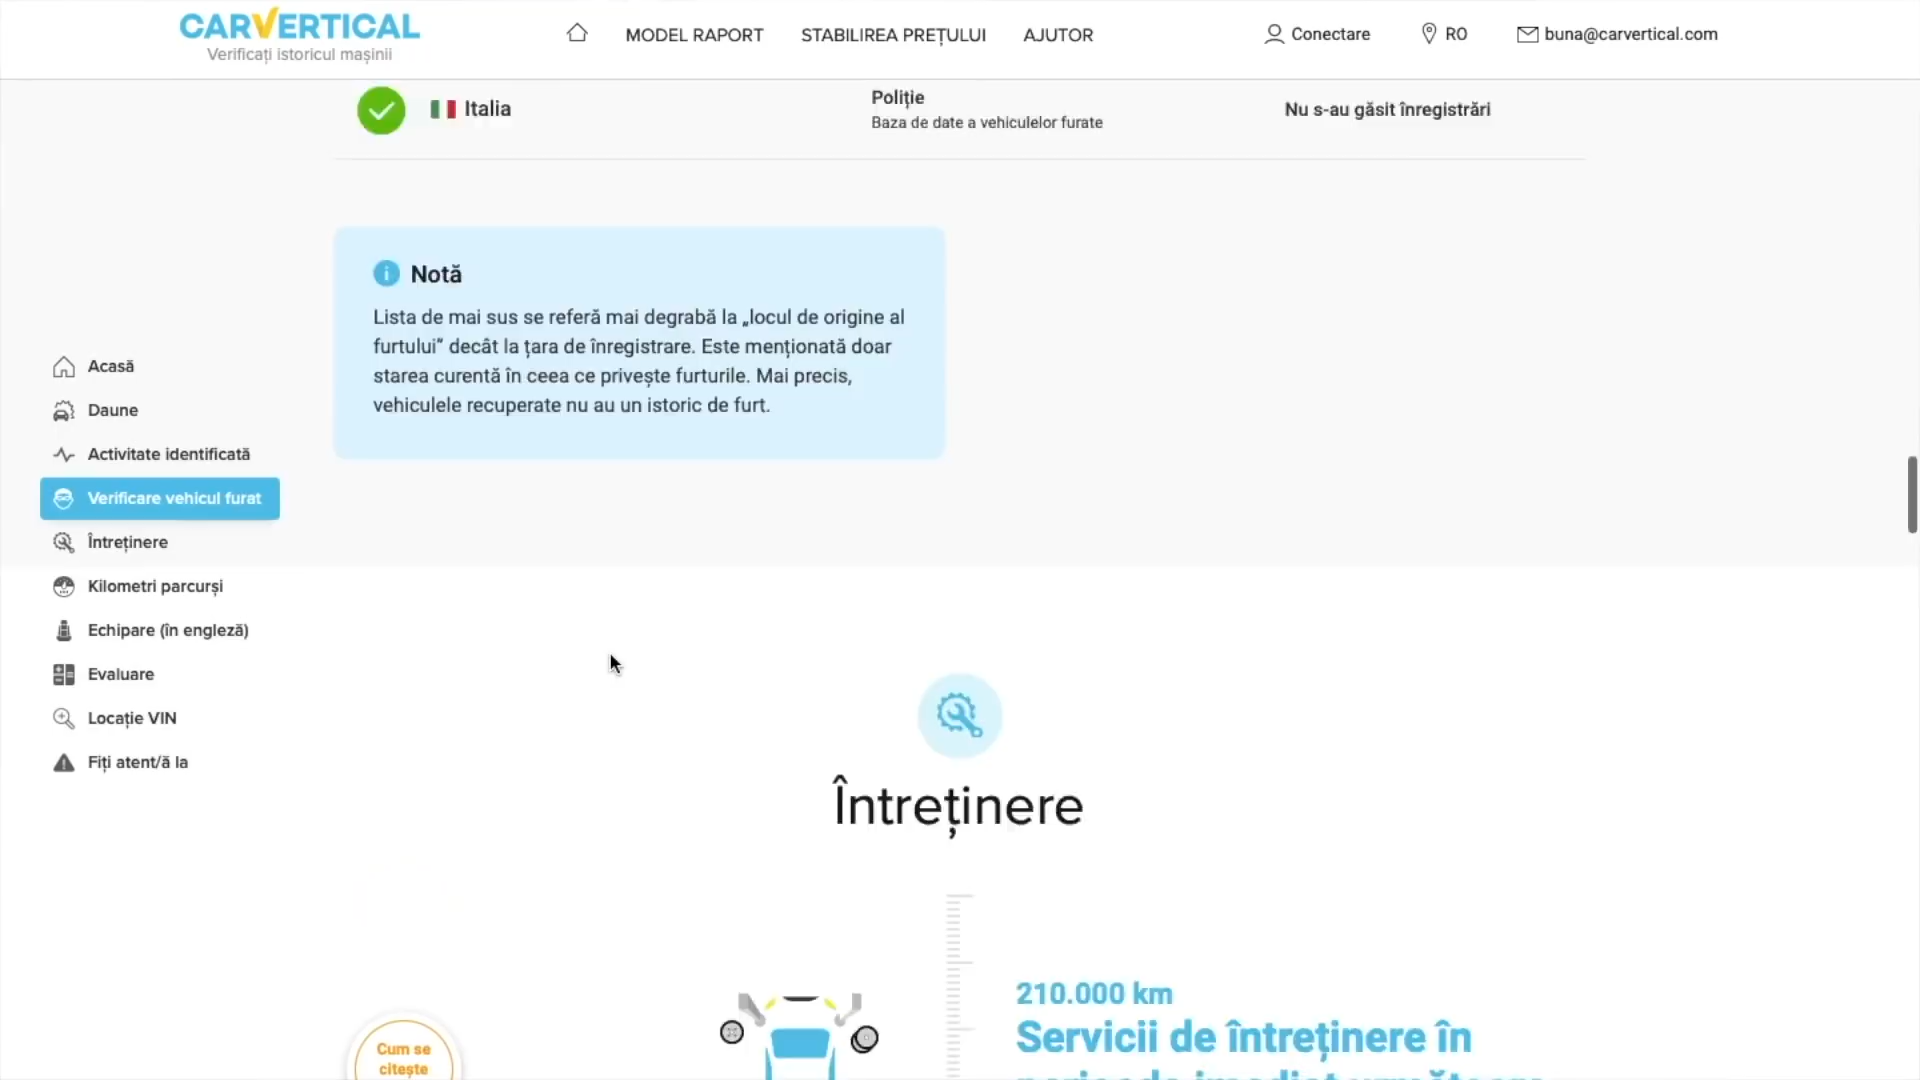 CARVERTICAL
Verificați istoricul mașinii
MODEL RAPORT
STABILIREA PREȚULUI
AJUTOR
Conectare
RO
buna@carvertical.com
Italia
Poliție
Baza de date a vehiculelor furate
Nu s-au găsit înregistrări
Notă
Lista de mai sus se referă mai degrabă la „locul de origine al
furtului” decât la țara de înregistrare. Este menționată doar
starea curentă în ceea ce privește furturile. Mai precis,
vehiculele recuperate nu au un istoric de furt.
Acasă
Daune
Activitate identificată
Verificare vehicul furat
Întreținere
Kilometri parcurși
Echipare (în engleză)
Evaluare
Locație VIN
Fiți atent/ă la
Întreținere
210.000 km
Servicii de întreținere în
perioada imediat următoare
Cum se
citește